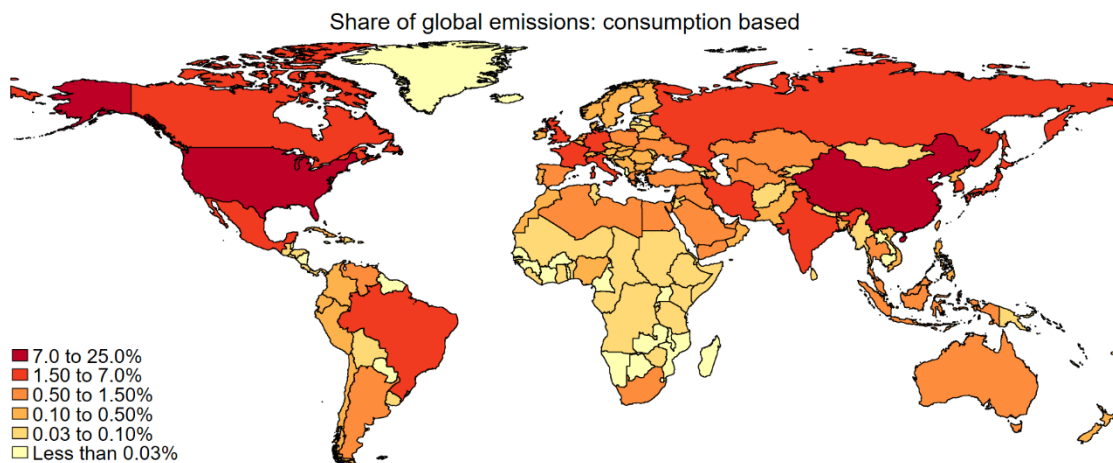 Share of global emissions: consumption based
7.0 to 25.0%
1.50 to 7.0%
0.50 to 1.50%
0.10 to 0.50%
0.03 to 0.10%
Less than 0.03%